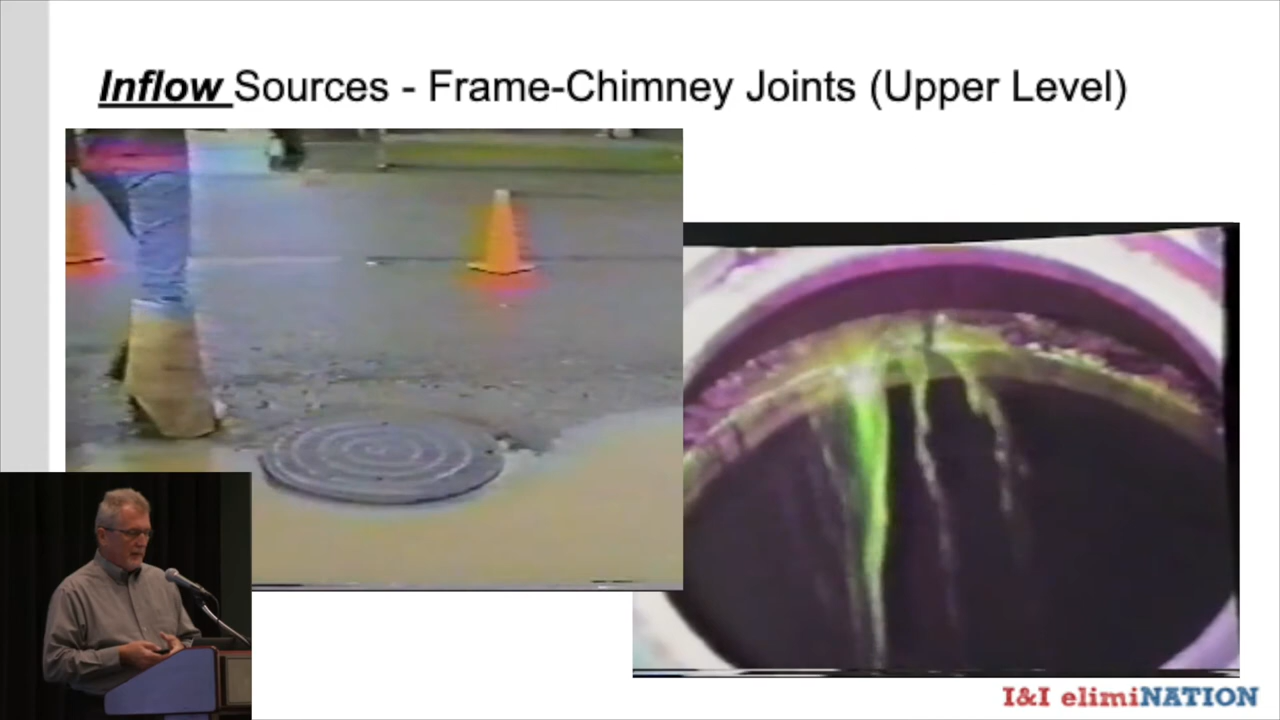 Inflow Sources - Frame-Chimney Joints (Upper Level)
I&I elimiNATION